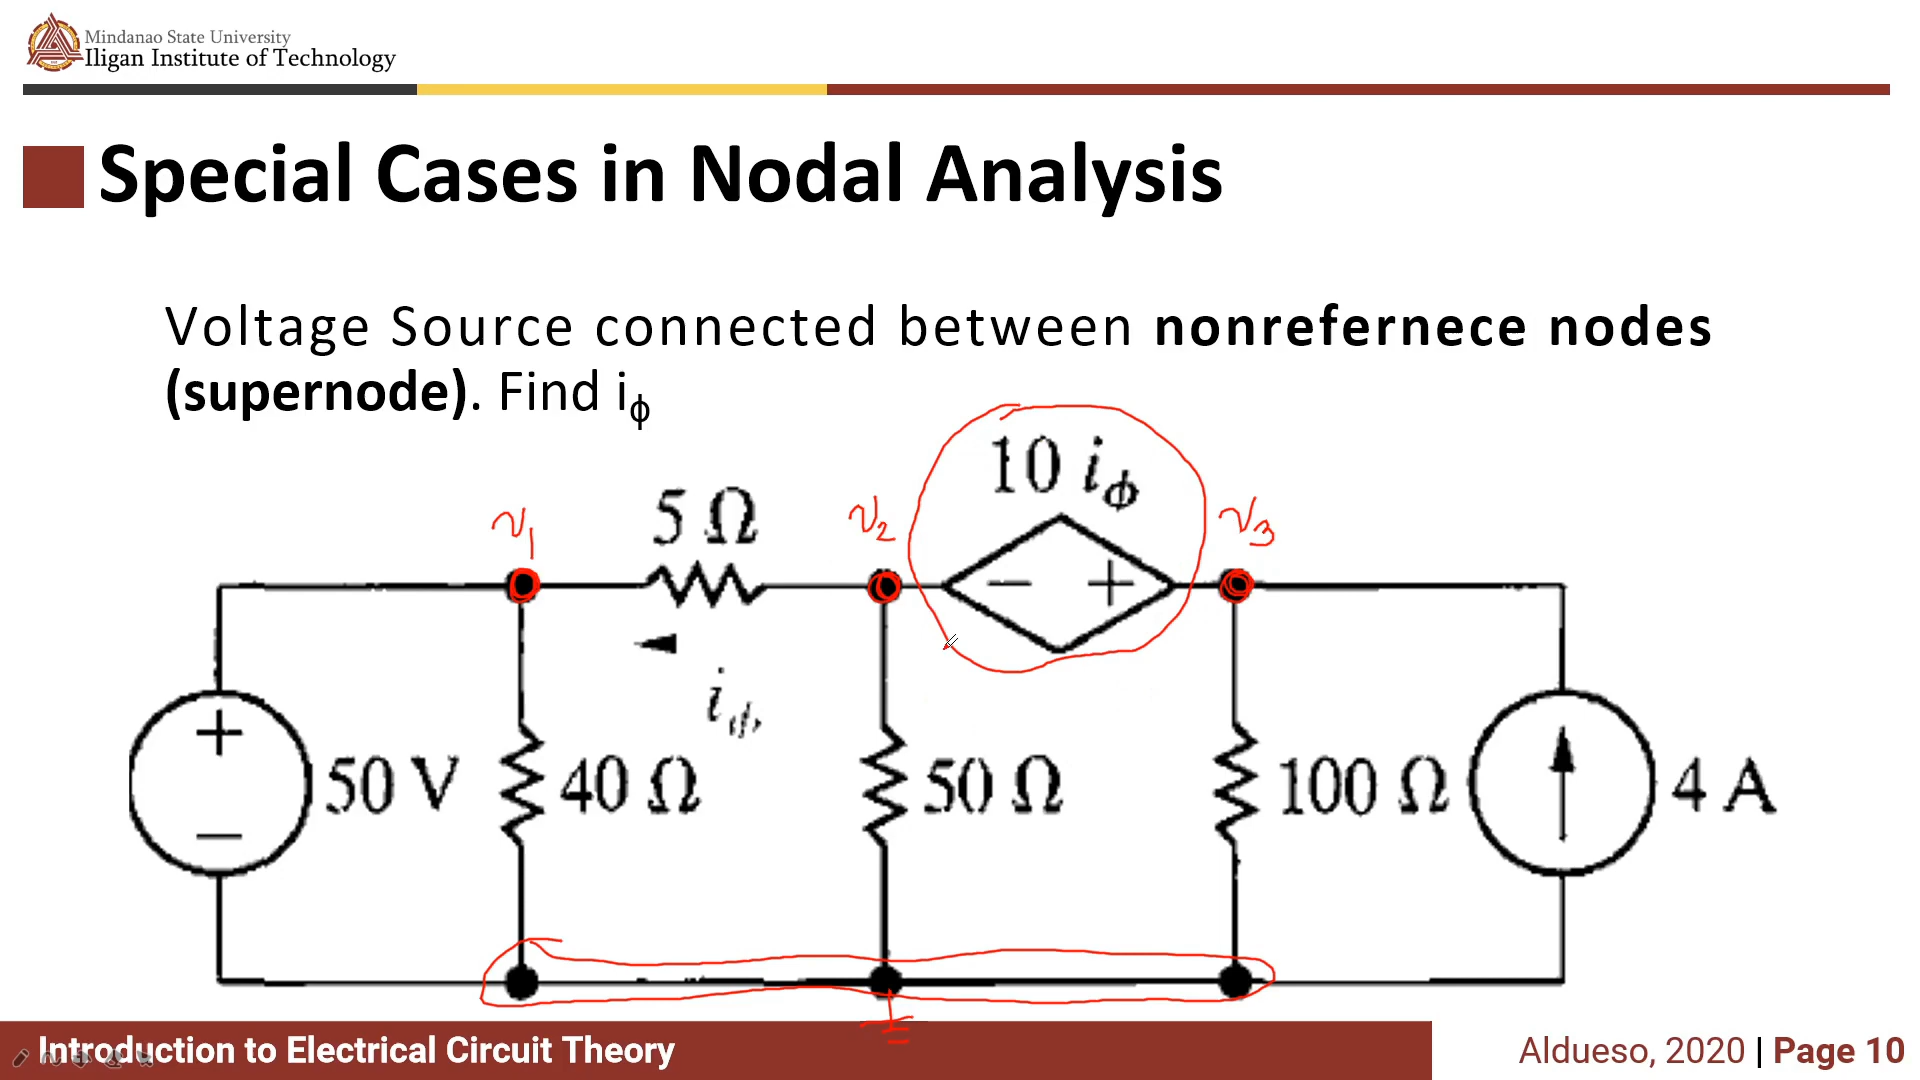 Mindanao State University
Iligan Institute of Technology
Special Cases in Nodal Analysis
Voltage Source connected between nonrefernece nodes
(supernode). Find iϕ
10 iϕ
5 Ω
v1
v2
v3
− +
iϕ
+
50 V
−
40 Ω
50 Ω
100 Ω
4 A
Introduction to Electrical Circuit Theory
Aldueso, 2020 | Page 10